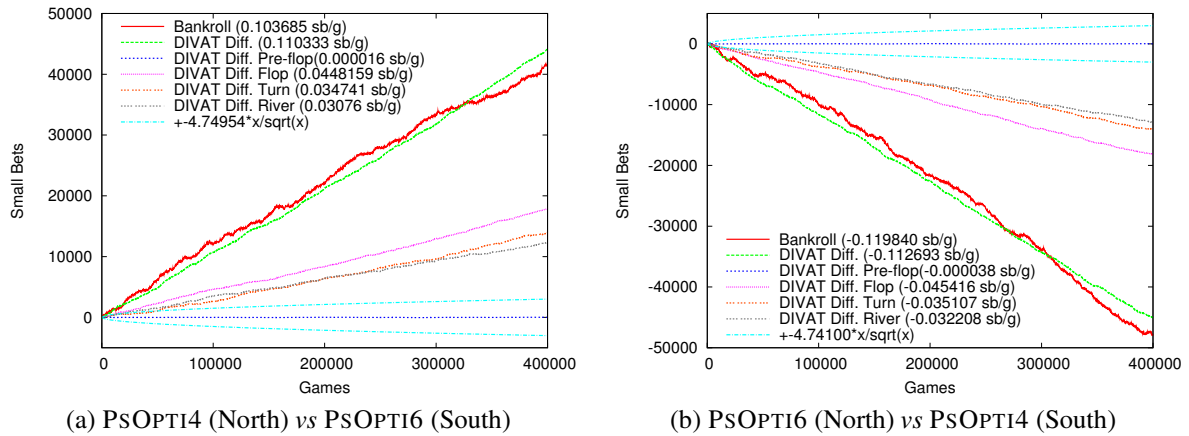 50000
40000
30000
20000
10000
0
Small Bets
Bankroll (0.103685 sb/g)
DIVAT Diff. (0.110333 sb/g)
DIVAT Diff. Pre-flop(0.000016 sb/g)
DIVAT Diff. Flop (0.0448159 sb/g)
DIVAT Diff. Turn (0.034741 sb/g)
DIVAT Diff. River (0.03076 sb/g)
+-4.74954*x/sqrt(x)
0 100000 200000 300000 400000
Games
(a) PSOPTI4 (North) vs PSOPTI6 (South)
0
-10000
-20000
-30000
-40000
-50000
Small Bets
Bankroll (-0.119840 sb/g)
DIVAT Diff. (-0.112693 sb/g)
DIVAT Diff. Pre-flop(-0.000038 sb/g)
DIVAT Diff. Flop (-0.045416 sb/g)
DIVAT Diff. Turn (-0.035107 sb/g)
DIVAT Diff. River (-0.032208 sb/g)
+-4.74100*x/sqrt(x)
0 100000 200000 300000 400000
Games
(b) PSOPTI6 (North) vs PSOPTI4 (South)